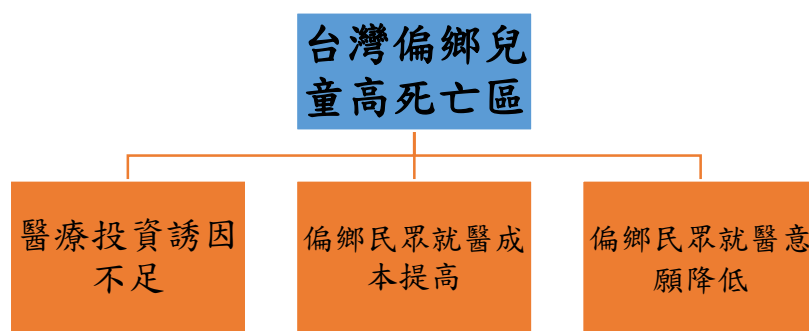 台灣偏鄉兒
童高死亡區
醫療投資誘因
不足
偏鄉民眾就醫成
本提高
偏鄉民眾就醫意
願降低